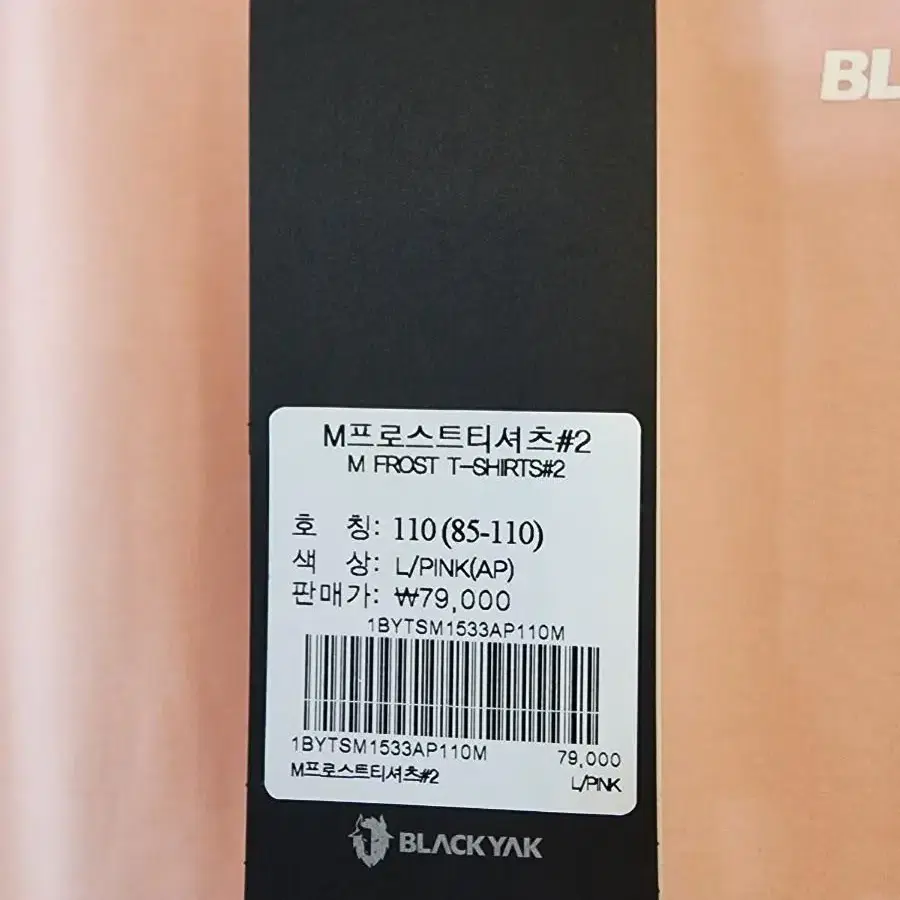 BL
M프로스트티셔츠#2
M FROST T-SHIRTS#2
호 칭: 110 (85-110)
색 상: L/PINK(AP)
판매가: ₩79,000
1BYTSM1533AP110M
1BYTSM1533AP110M 79,000
M프로스트티셔츠#2 L/PINK
BLACKYAK